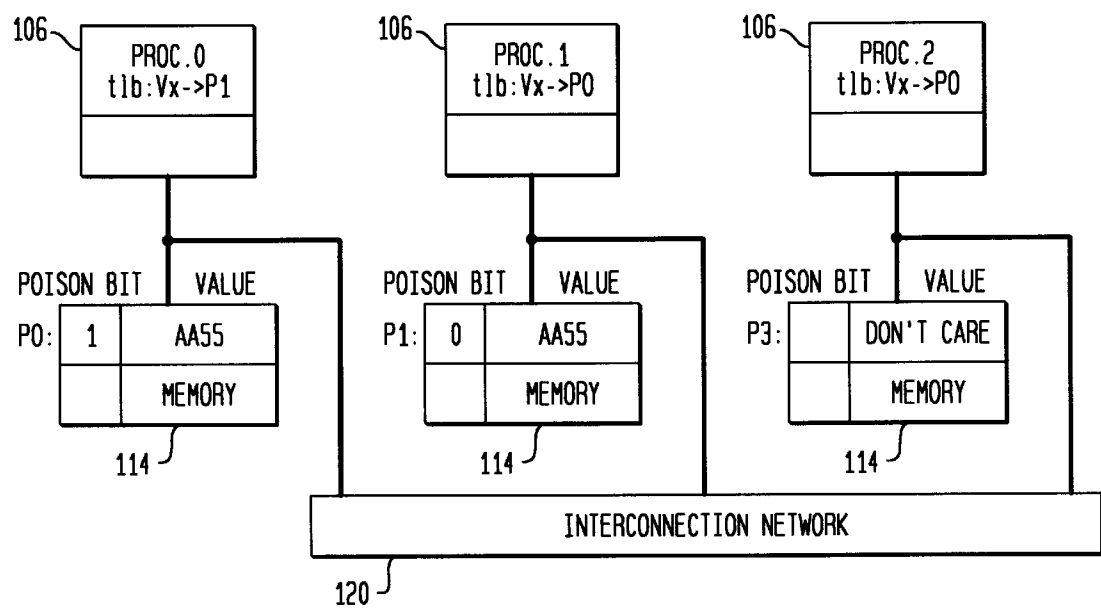 106
PROC.0
tlb:Vx->P1
106
PROC.1
tlb:Vx->P0
106
PROC.2
tlb:Vx->P0
POISON BIT VALUE
P0: 1 AA55
MEMORY
114
POISON BIT VALUE
P1: 0 AA55
MEMORY
114
POISON BIT VALUE
P3: DON'T CARE
MEMORY
114
INTERCONNECTION NETWORK
120